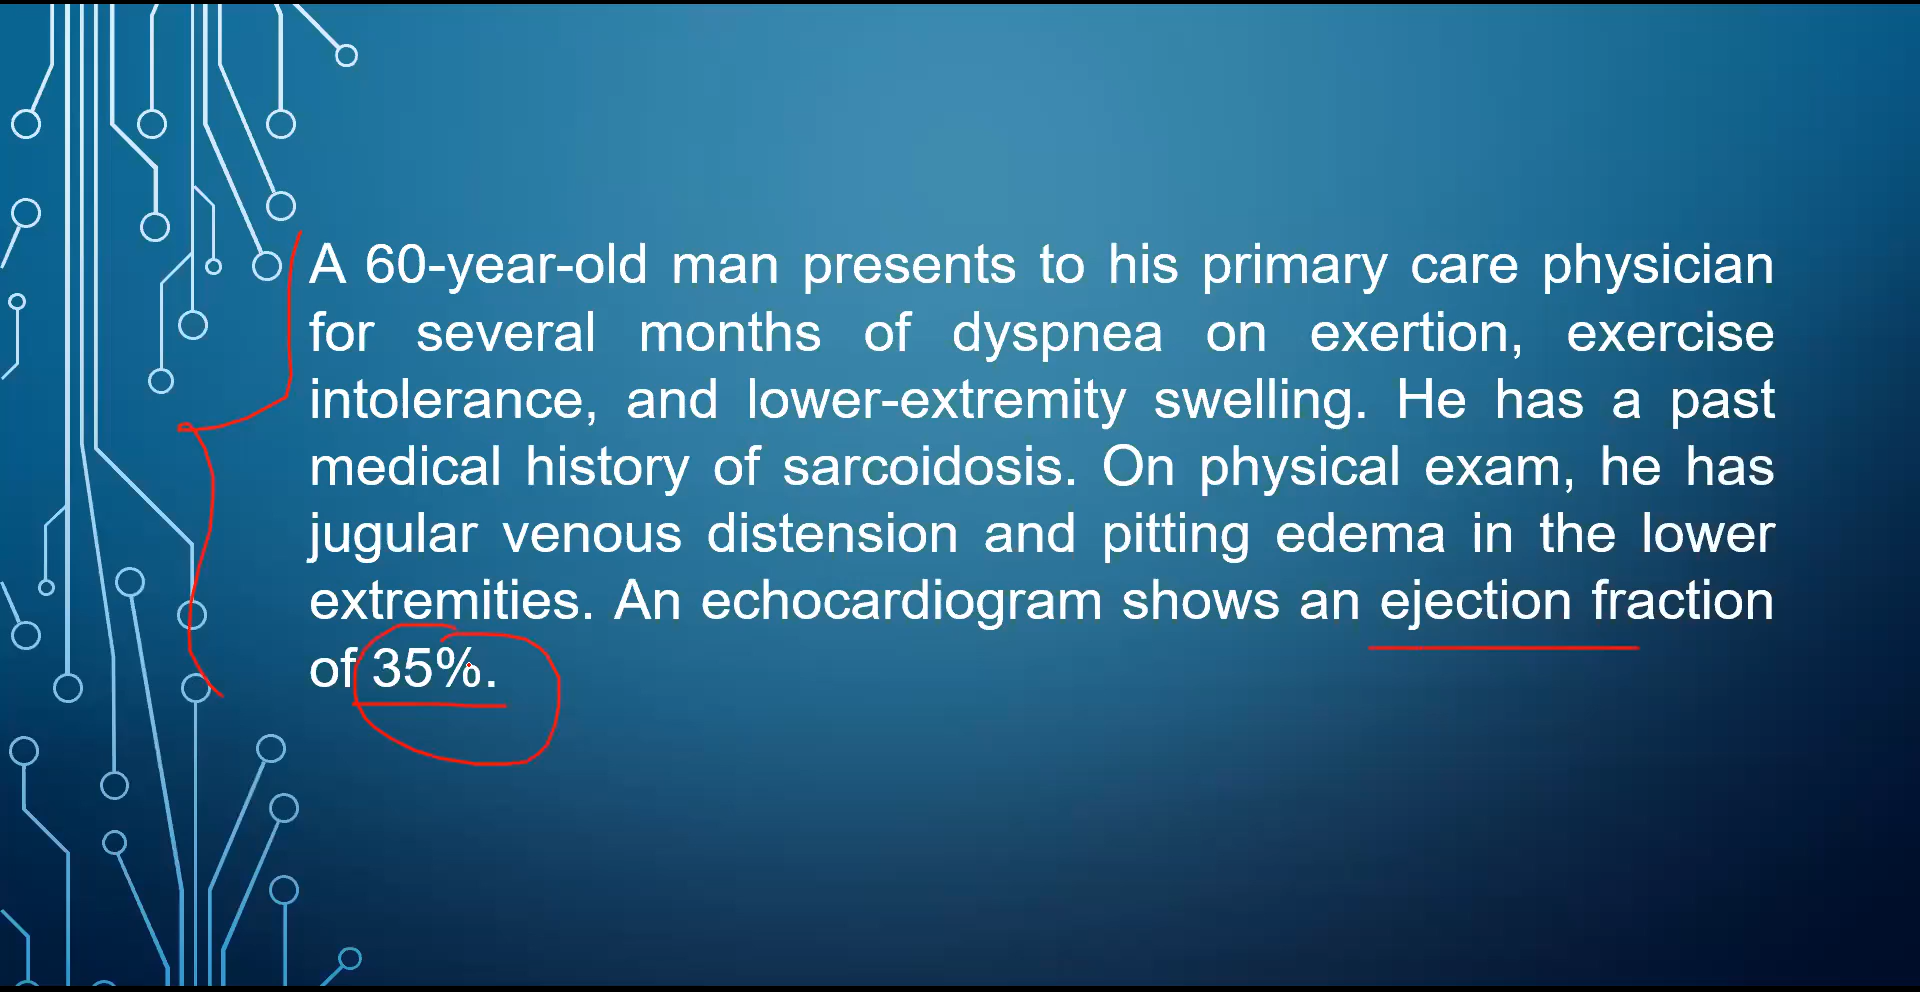 A 60-year-old man presents to his primary care physician
for several months of dyspnea on exertion, exercise
intolerance, and lower-extremity swelling. He has a past
medical history of sarcoidosis. On physical exam, he has
jugular venous distension and pitting edema in the lower
extremities. An echocardiogram shows an ejection fraction
of 35%.